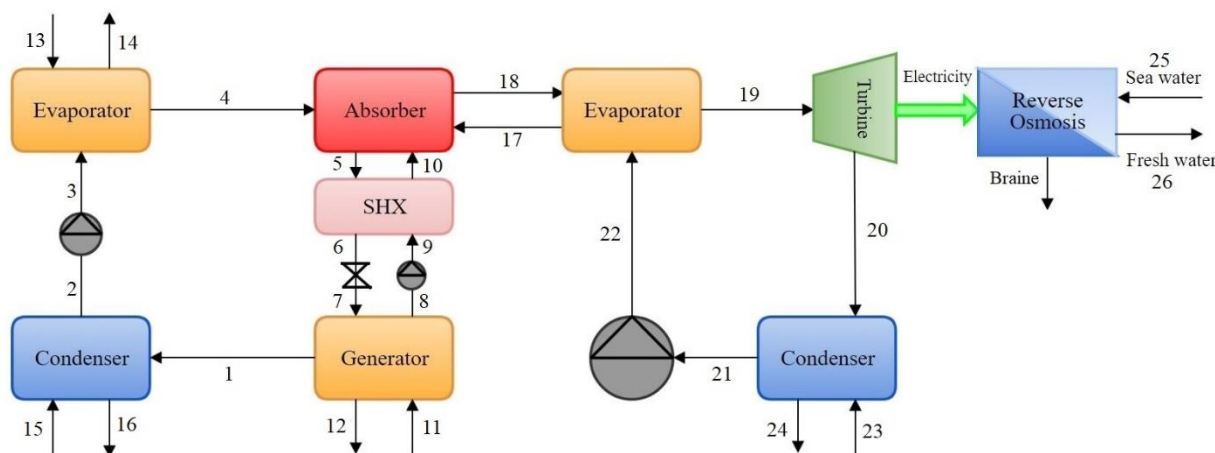 13
14
Evaporator
4
Absorber
18
17
Evaporator
19
Turbine
Electricity
Reverse
Osmosis
25
Sea water
Fresh water
26
Braine
3
5
10
SHX
6
9
22
20
2
7
8
Condenser
1
Generator
21
Condenser
15
16
12
11
24
23